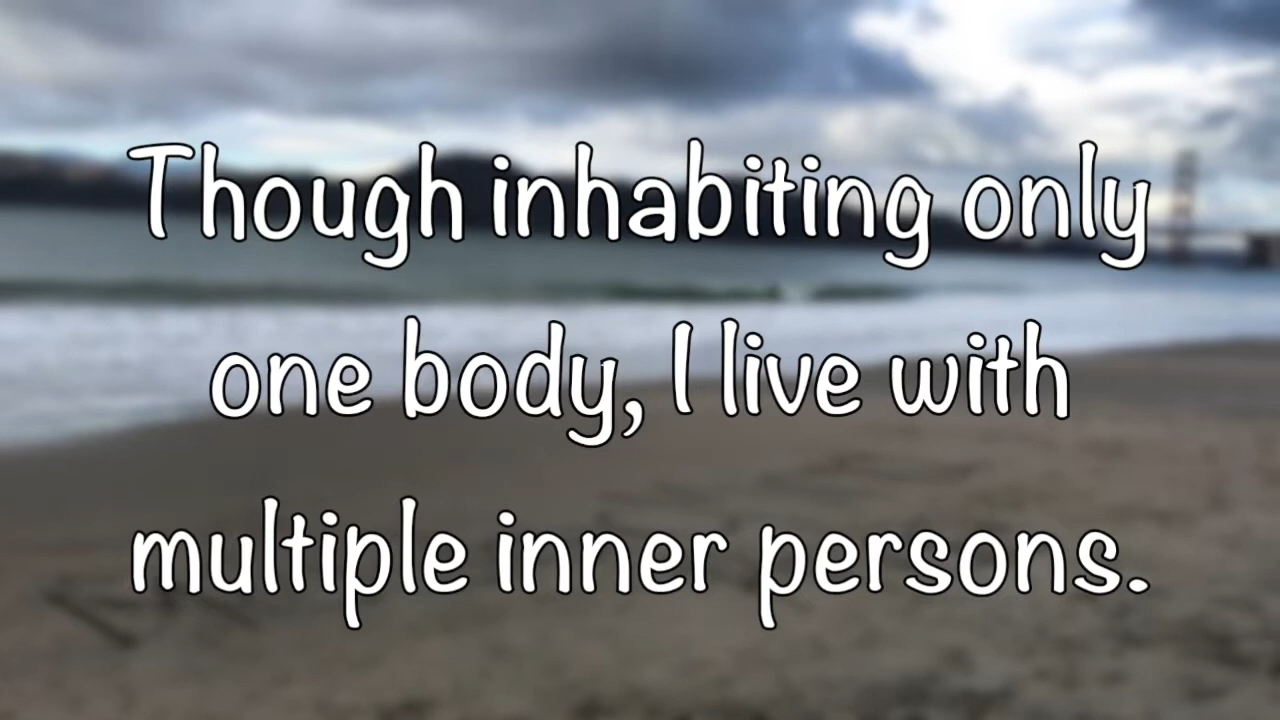 Though inhabiting only
one body, I live with
multiple inner persons.